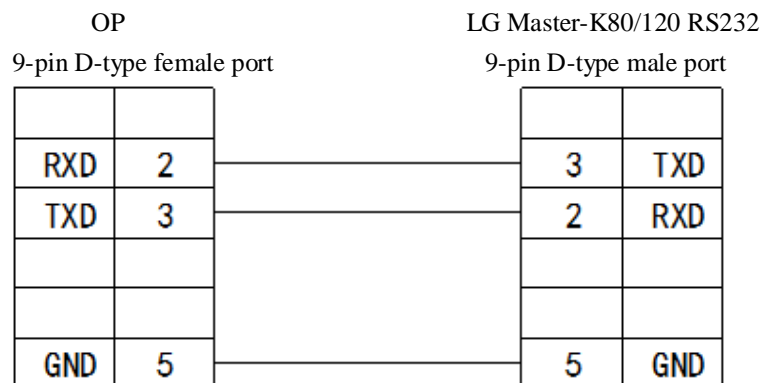 OP LG Master-K80/120 RS232
9-pin D-type female port 9-pin D-type male port
RXD 2 3 TXD
TXD 3 2 RXD
GND 5 5 GND